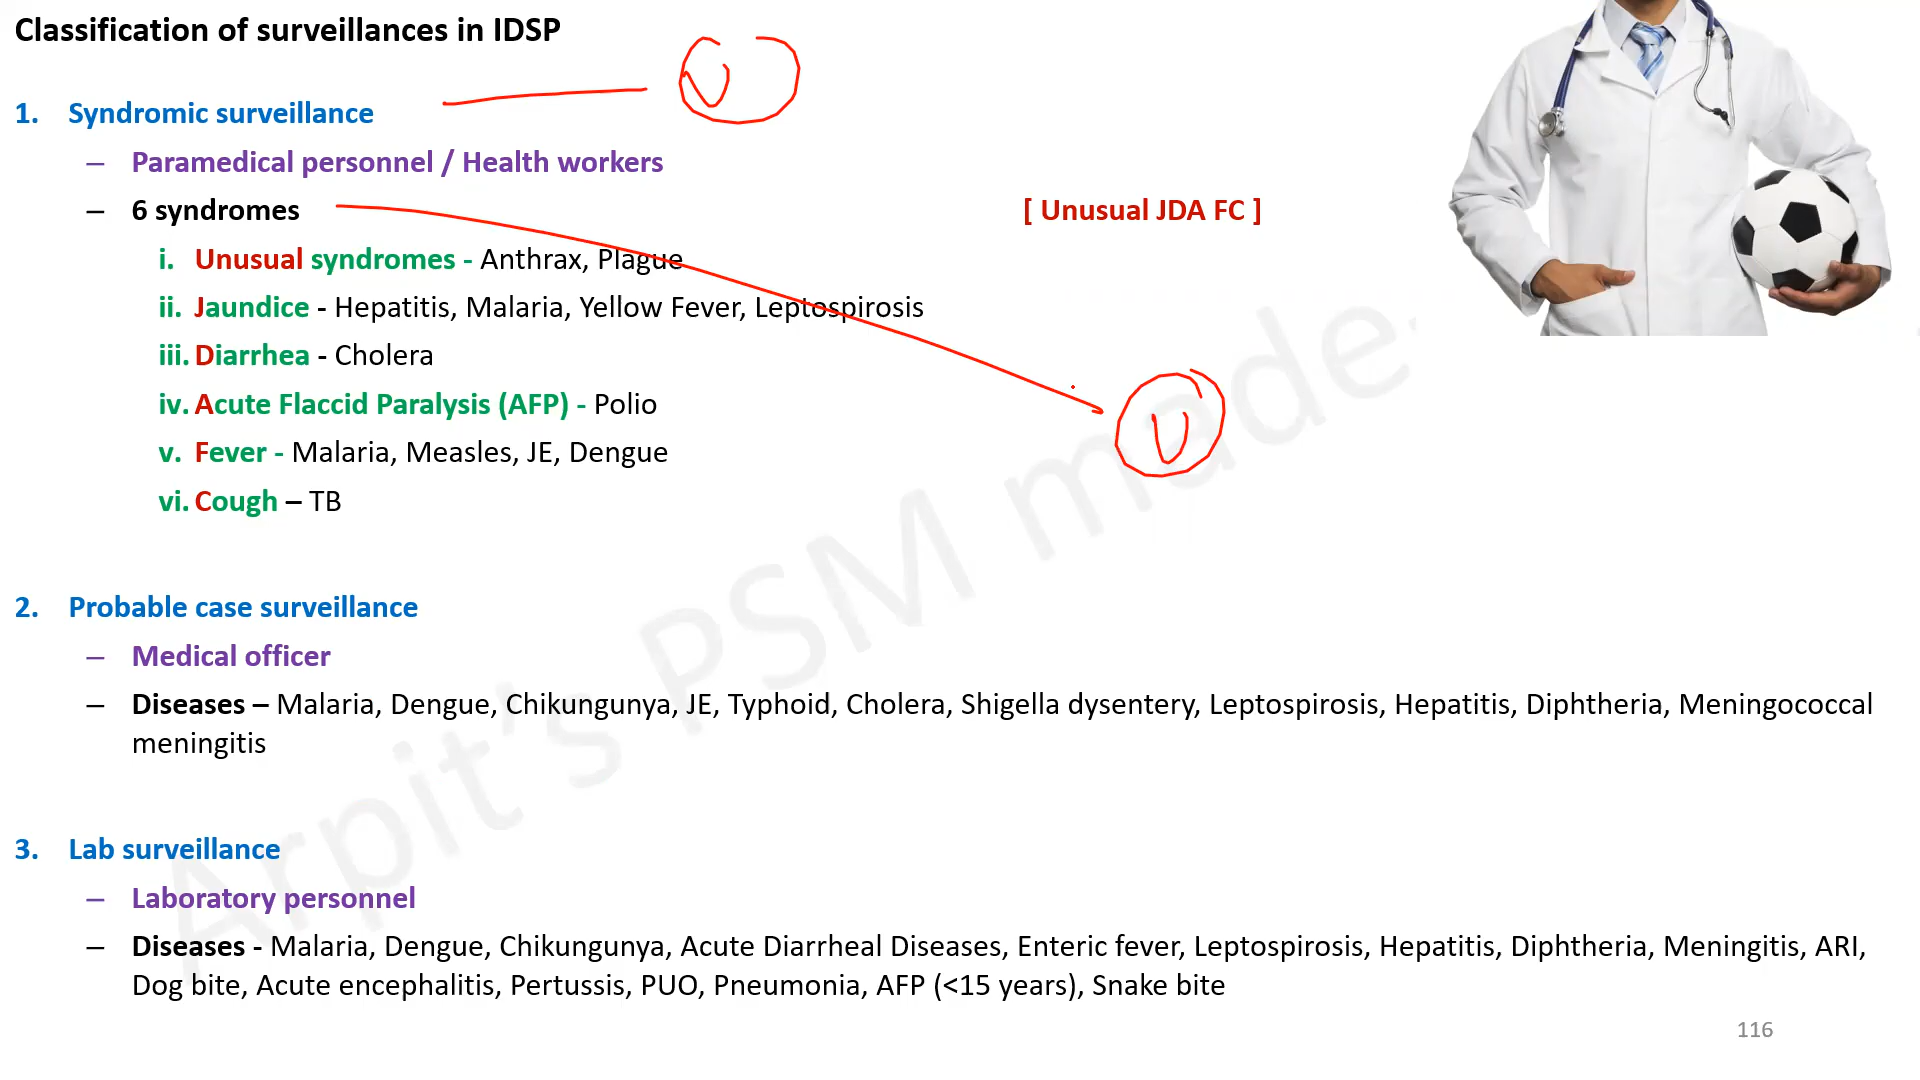 Classification of surveillances in IDSP
1. Syndromic surveillance
– Paramedical personnel / Health workers
– 6 syndromes [ Unusual JDA FC ]
i. Unusual syndromes - Anthrax, Plague
ii. Jaundice - Hepatitis, Malaria, Yellow Fever, Leptospirosis
iii. Diarrhea - Cholera
iv. Acute Flaccid Paralysis (AFP) - Polio
v. Fever - Malaria, Measles, JE, Dengue
vi. Cough – TB
2. Probable case surveillance
– Medical officer
– Diseases – Malaria, Dengue, Chikungunya, JE, Typhoid, Cholera, Shigella dysentery, Leptospirosis, Hepatitis, Diphtheria, Meningococcal
meningitis
3. Lab surveillance
– Laboratory personnel
– Diseases - Malaria, Dengue, Chikungunya, Acute Diarrheal Diseases, Enteric fever, Leptospirosis, Hepatitis, Diphtheria, Meningitis, ARI,
Dog bite, Acute encephalitis, Pertussis, PUO, Pneumonia, AFP (<15 years), Snake bite
116
Arpit's PSM made